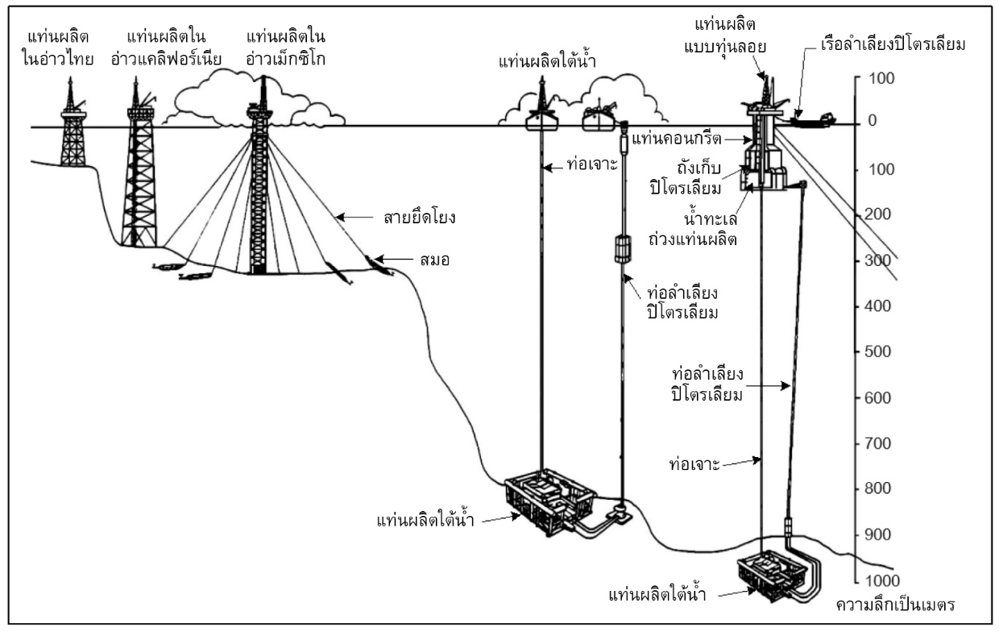 แท่นผลิต
ในอ่าวไทย
แท่นผลิตใน
อ่าวแคลิฟอร์เนีย
แท่นผลิตใน
อ่าวเม็กซิโก
แท่นผลิตใต้น้ำ
แท่นผลิต
แบบทุ่นลอย
เรือลำเลียงปิโตรเลียม
100
0
100
200
300
400
500
600
700
800
900
1000
ความลึกเป็นเมตร
แท่นคอนกรีต
ถังเก็บ
ปิโตรเลียม
น้ำทะเล
ถ่วงแท่นผลิต
ท่อเจาะ
สายยึดโยง
สมอ
ท่อลำเลียง
ปิโตรเลียม
ท่อลำเลียง
ปิโตรเลียม
ท่อเจาะ
แท่นผลิตใต้น้ำ
แท่นผลิตใต้น้ำ